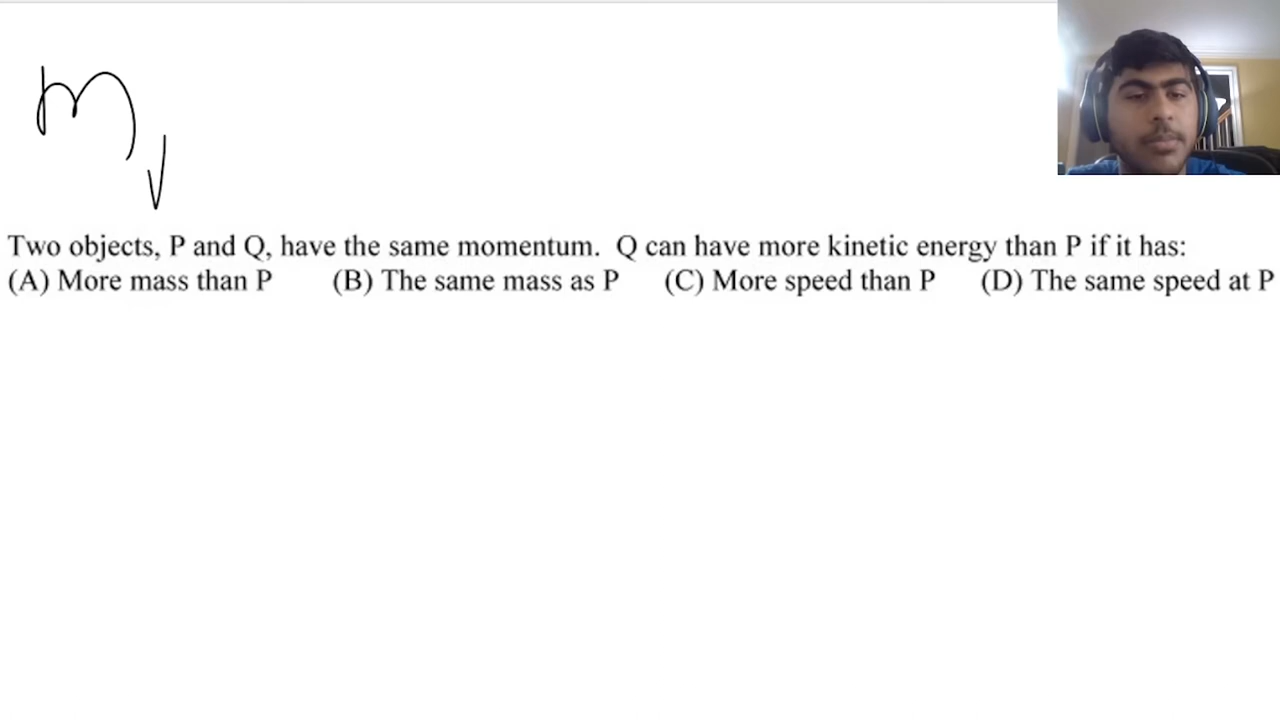 m
v
Two objects, P and Q, have the same momentum. Q can have more kinetic energy than P if it has:
(A) More mass than P (B) The same mass as P (C) More speed than P (D) The same speed at P